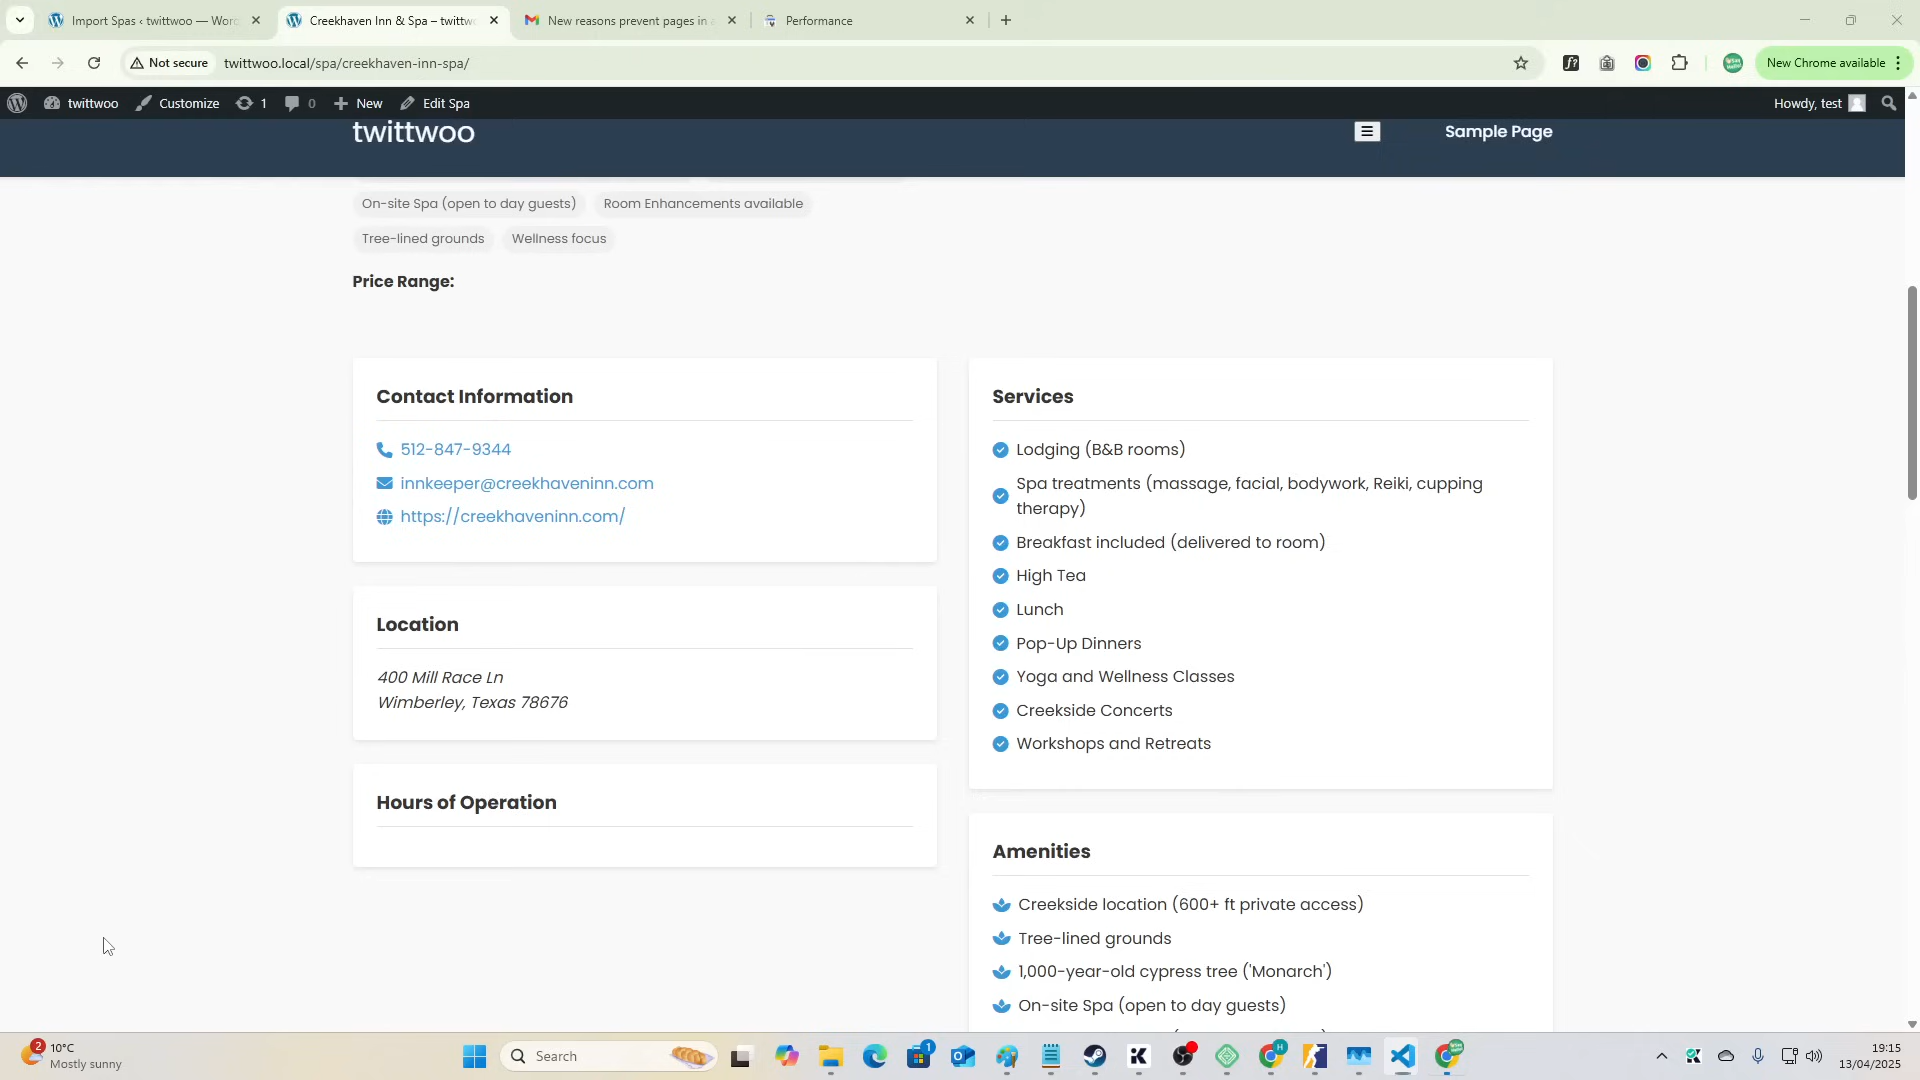 Import Spas ‹ twittwoo — Wor
Creekhaven Inn & Spa – twittw
New reasons prevent pages in
Performance
Not secure
twittwoo.local/spa/creekhaven-inn-spa/
New Chrome available
twittwoo
Customize
1
0
New
Edit Spa
Howdy, test
twittwoo
Sample Page
On-site Spa (open to day guests)
Room Enhancements available
Tree-lined grounds
Wellness focus
Price Range:
Contact Information
512-847-9344
innkeeper@creekhaveninn.com
https://creekhaveninn.com/
Location
400 Mill Race Ln
Wimberley, Texas 78676
Hours of Operation
Services
Lodging (B&B rooms)
Spa treatments (massage, facial, bodywork, Reiki, cupping
therapy)
Breakfast included (delivered to room)
High Tea
Lunch
Pop-Up Dinners
Yoga and Wellness Classes
Creekside Concerts
Workshops and Retreats
Amenities
Creekside location (600+ ft private access)
Tree-lined grounds
1,000-year-old cypress tree ('Monarch')
On-site Spa (open to day guests)
2
10°C
Mostly sunny
Search
1
19:15
13/04/2025